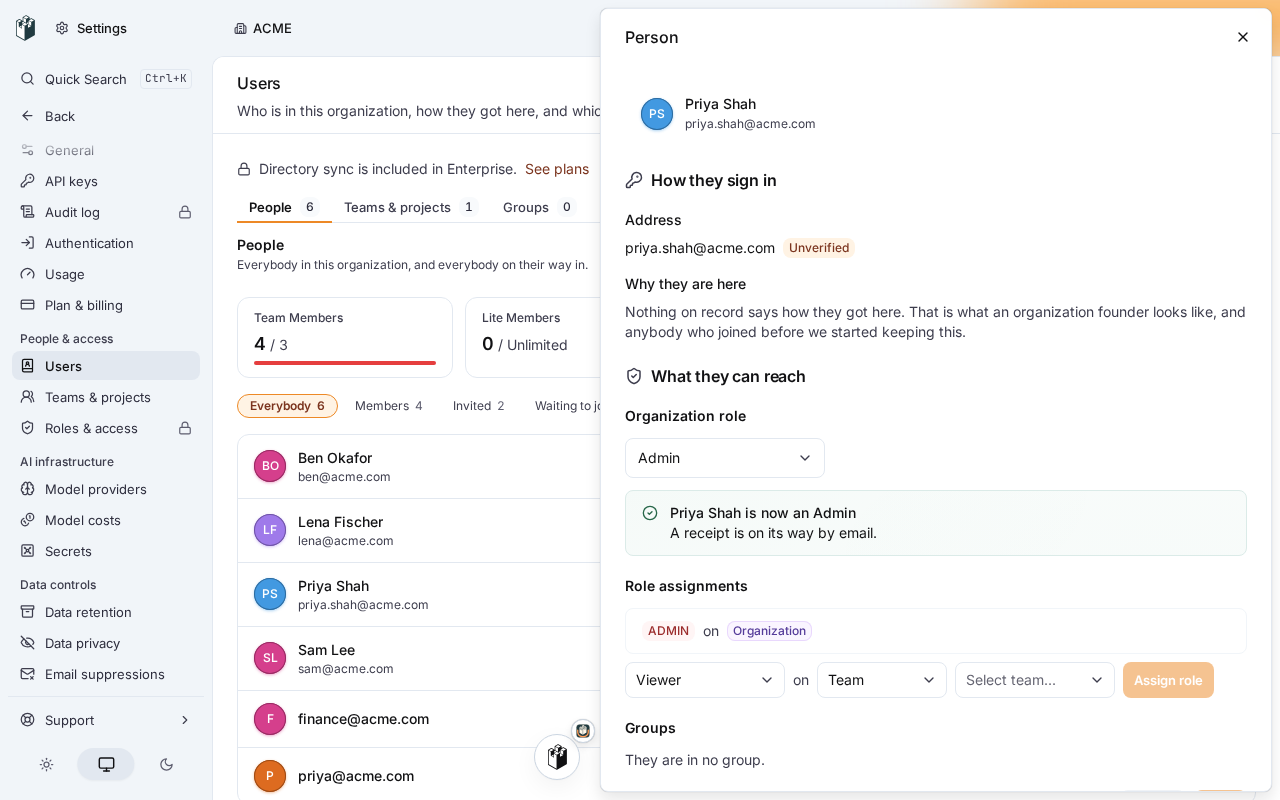 Settings
ACME
Quick Search Ctrl+K
Back
General
API keys
Audit log
Authentication
Usage
Plan & billing
People & access
Users
Teams & projects
Roles & access
AI infrastructure
Model providers
Model costs
Secrets
Data controls
Data retention
Data privacy
Email suppressions
Support
Users
Who is in this organization, how they got here, and
Directory sync is included in Enterprise. See plans
People 6 Teams & projects 1 Groups 0
People
Everybody in this organization, and everybody on their way in.
Team Members
4 / 3
Lite Members
0 / Unlimited
Everybody 6 Members 4 Invited 2 Waiting to
BO Ben Okafor
ben@acme.com
LF Lena Fischer
lena@acme.com
PS Priya Shah
priya.shah@acme.com
SL Sam Lee
sam@acme.com
F finance@acme.com
P priya@acme.com
Person
PS Priya Shah
priya.shah@acme.com
How they sign in
Address
priya.shah@acme.com Unverified
Why they are here
Nothing on record says how they got here. That is what an organization founder looks like, and
anybody who joined before we started keeping this.
What they can reach
Organization role
Admin
Priya Shah is now an Admin
A receipt is on its way by email.
Role assignments
ADMIN on Organization
Viewer on Team Select team... Assign role
Groups
They are in no group.